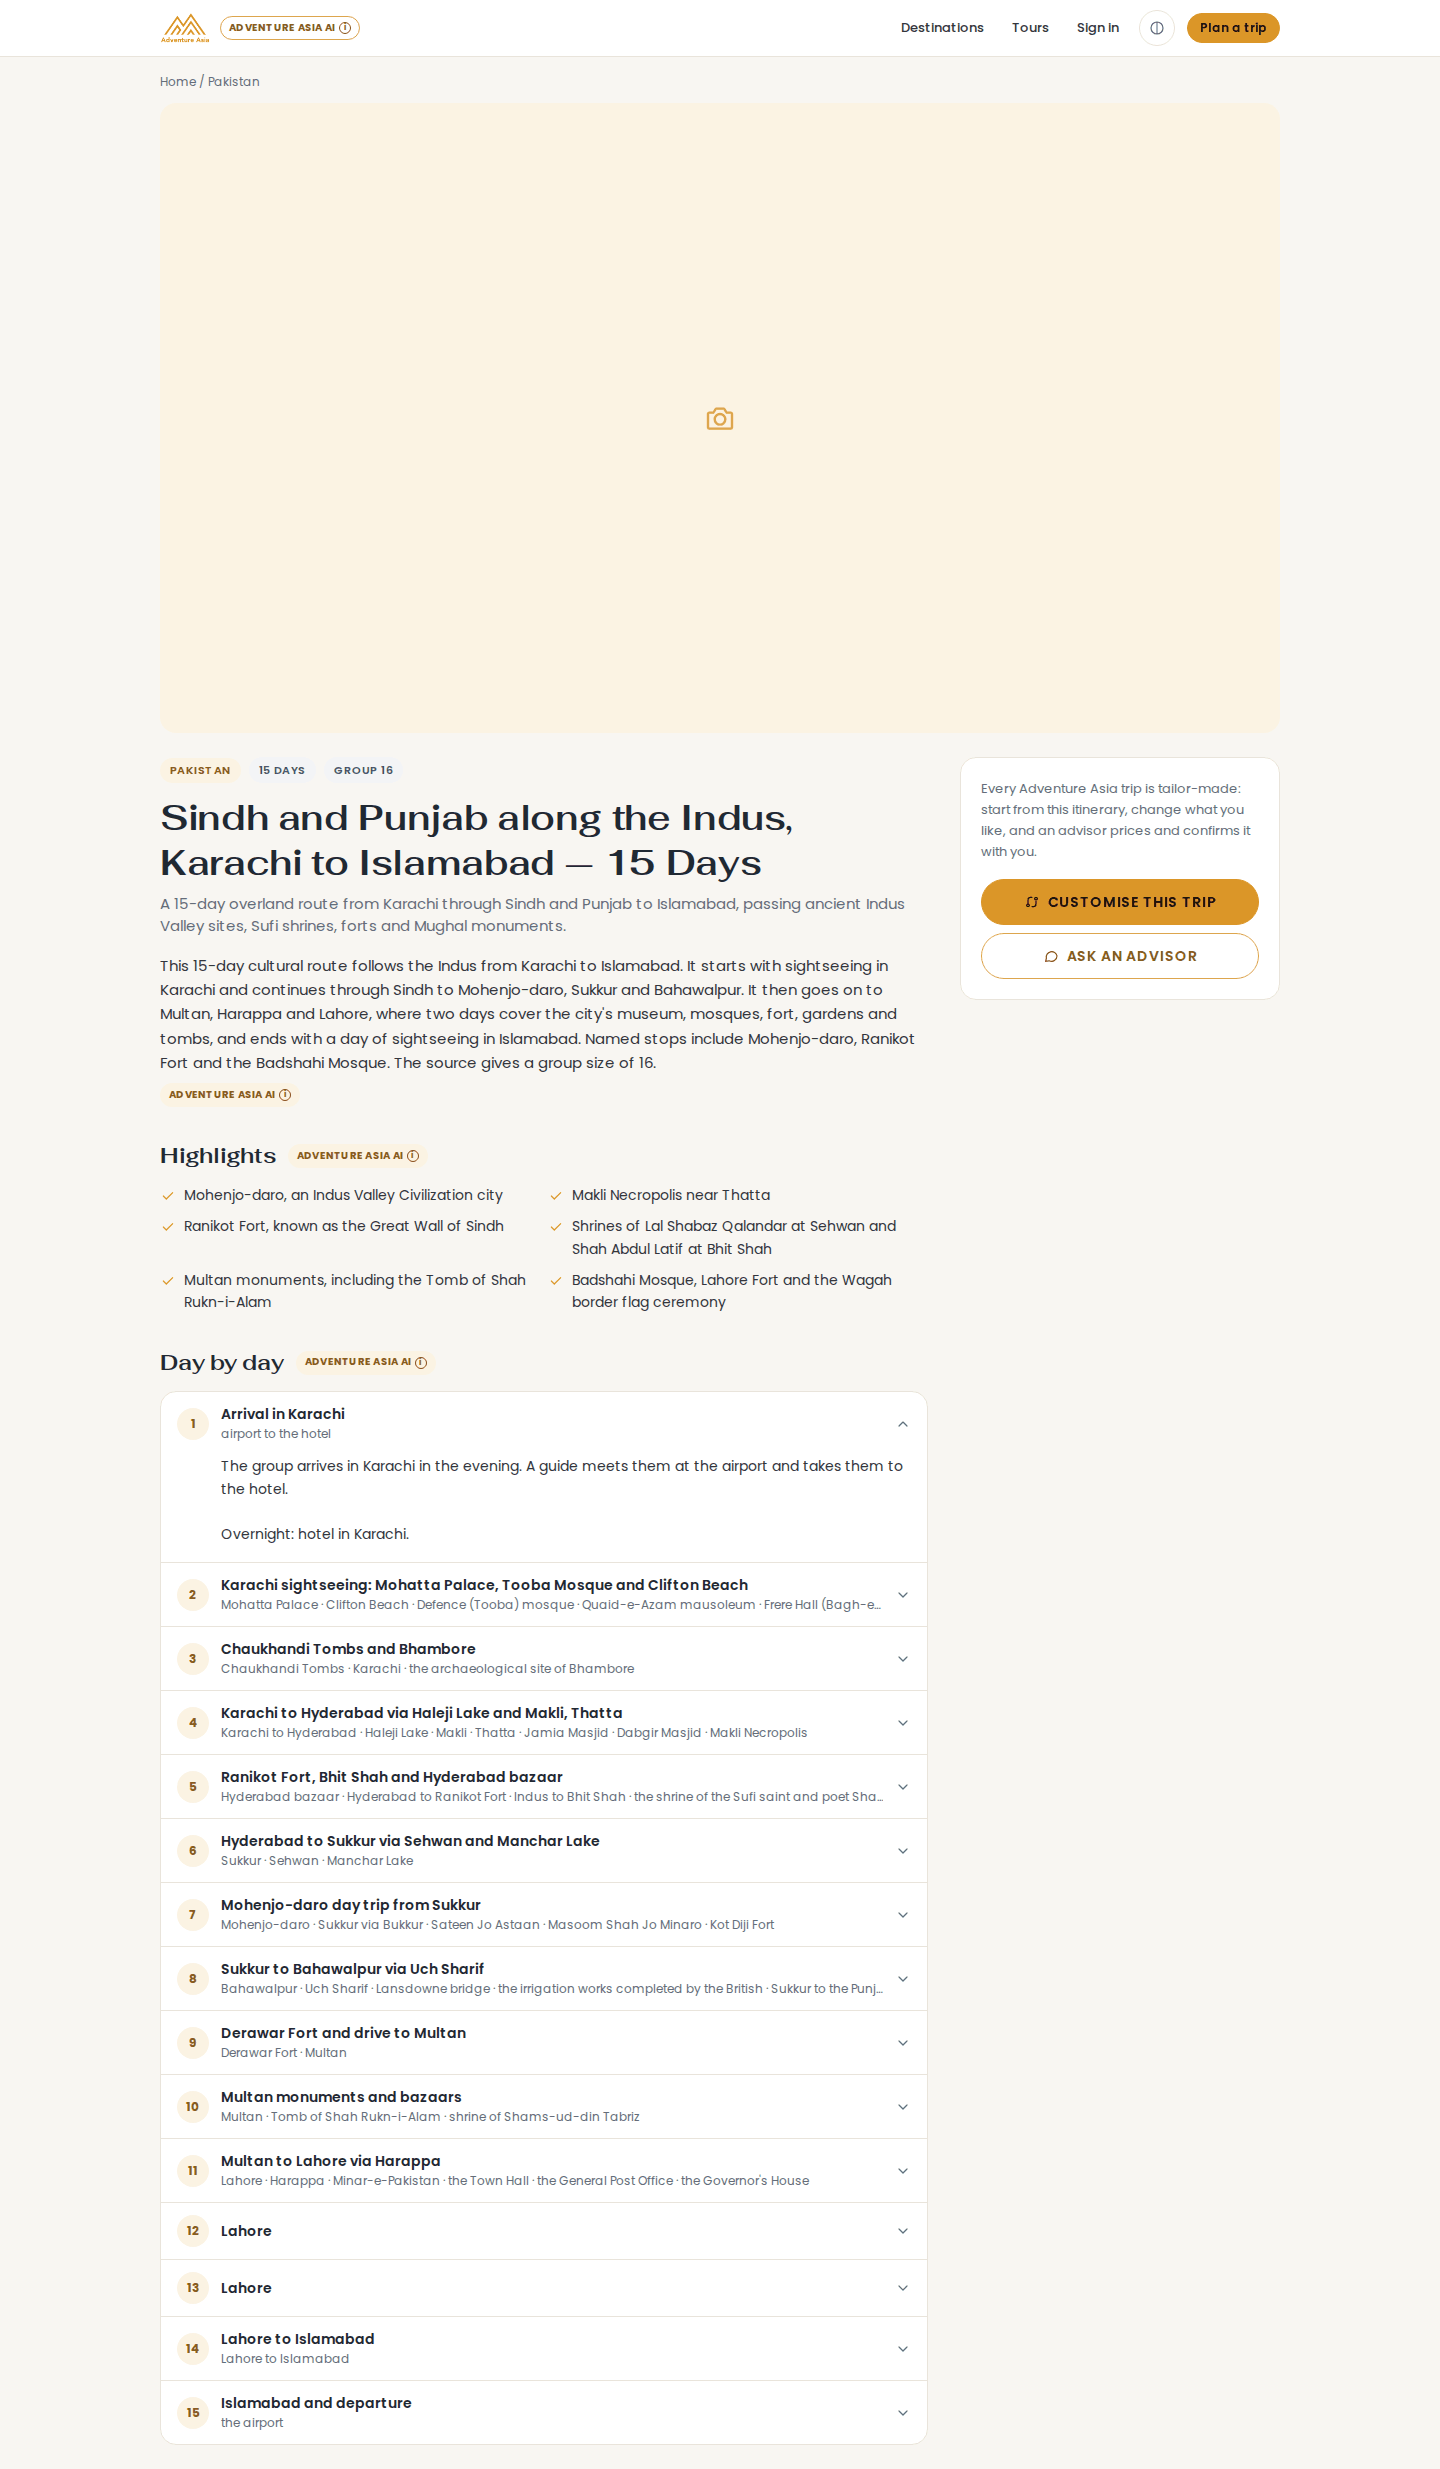 Adventure Asia
ADVENTURE ASIA AI
Destinations
Tours
Sign in
Plan a trip
Home / Pakistan
PAKISTAN
15 DAYS
GROUP 16
Sindh and Punjab along the Indus,
Karachi to Islamabad — 15 Days
A 15-day overland route from Karachi through Sindh and Punjab to Islamabad, passing ancient Indus
Valley sites, Sufi shrines, forts and Mughal monuments.
This 15-day cultural route follows the Indus from Karachi to Islamabad. It starts with sightseeing in
Karachi and continues through Sindh to Mohenjo-daro, Sukkur and Bahawalpur. It then goes on to
Multan, Harappa and Lahore, where two days cover the city's museum, mosques, fort, gardens and
tombs, and ends with a day of sightseeing in Islamabad. Named stops include Mohenjo-daro, Ranikot
Fort and the Badshahi Mosque. The source gives a group size of 16.
ADVENTURE ASIA AI
Every Adventure Asia trip is tailor-made:
start from this itinerary, change what you
like, and an advisor prices and confirms it
with you.
CUSTOMISE THIS TRIP
ASK AN ADVISOR
Highlights
ADVENTURE ASIA AI
Mohenjo-daro, an Indus Valley Civilization city
Makli Necropolis near Thatta
Ranikot Fort, known as the Great Wall of Sindh
Shrines of Lal Shabaz Qalandar at Sehwan and
Shah Abdul Latif at Bhit Shah
Multan monuments, including the Tomb of Shah
Rukn-i-Alam
Badshahi Mosque, Lahore Fort and the Wagah
border flag ceremony
Day by day
ADVENTURE ASIA AI
1
Arrival in Karachi
airport to the hotel
The group arrives in Karachi in the evening. A guide meets them at the airport and takes them to
the hotel.
Overnight: hotel in Karachi.
2
Karachi sightseeing: Mohatta Palace, Tooba Mosque and Clifton Beach
Mohatta Palace · Clifton Beach · Defence (Tooba) mosque · Quaid-e-Azam mausoleum · Frere Hall (Bagh-e…
3
Chaukhandi Tombs and Bhambore
Chaukhandi Tombs · Karachi · the archaeological site of Bhambore
4
Karachi to Hyderabad via Haleji Lake and Makli, Thatta
Karachi to Hyderabad · Haleji Lake · Makli · Thatta · Jamia Masjid · Dabgir Masjid · Makli Necropolis
5
Ranikot Fort, Bhit Shah and Hyderabad bazaar
Hyderabad bazaar · Hyderabad to Ranikot Fort · Indus to Bhit Shah · the shrine of the Sufi saint and poet Sha…
6
Hyderabad to Sukkur via Sehwan and Manchar Lake
Sukkur · Sehwan · Manchar Lake
7
Mohenjo-daro day trip from Sukkur
Mohenjo-daro · Sukkur via Bukkur · Sateen Jo Astaan · Masoom Shah Jo Minaro · Kot Diji Fort
8
Sukkur to Bahawalpur via Uch Sharif
Bahawalpur · Uch Sharif · Lansdowne bridge · the irrigation works completed by the British · Sukkur to the Punj…
9
Derawar Fort and drive to Multan
Derawar Fort · Multan
10
Multan monuments and bazaars
Multan · Tomb of Shah Rukn-i-Alam · shrine of Shams-ud-din Tabriz
11
Multan to Lahore via Harappa
Lahore · Harappa · Minar-e-Pakistan · the Town Hall · the General Post Office · the Governor's House
12
Lahore
13
Lahore
14
Lahore to Islamabad
Lahore to Islamabad
15
Islamabad and departure
the airport